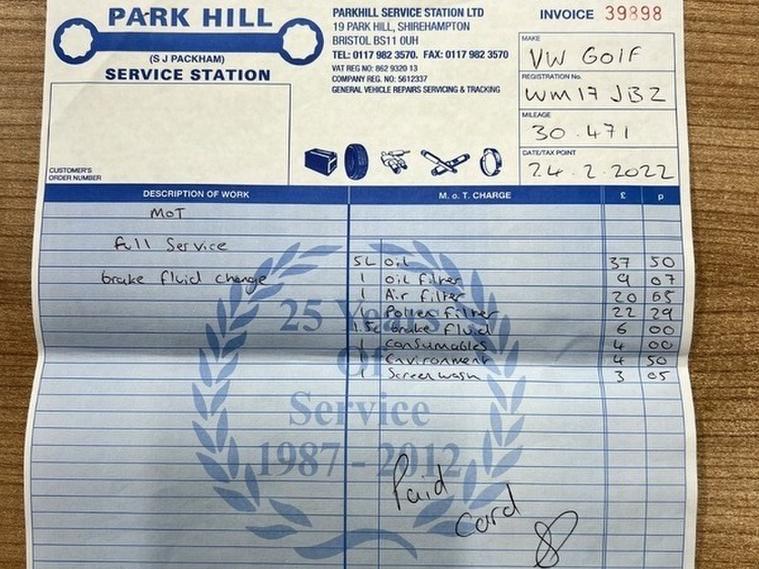 PARK HILL
(S J PACKHAM)
SERVICE STATION
PARKHILL SERVICE STATION LTD
19 PARK HILL, SHIREHAMPTON
BRISTOL BS11 0UH
TEL: 0117 982 3570. FAX: 0117 982 3570
VAT REG NO: 862 9320 13
COMPANY REG. NO: 5612337
GENERAL VEHICLE REPAIRS SERVICING & TRACKING
INVOICE 39898
MAKE
VW GOLF
REGISTRATION No.
WM17 JBZ
MILEAGE
30.471
DATE/TAX POINT
24.2.2022
CUSTOMER'S
ORDER NUMBER
DESCRIPTION OF WORK M. o. T. CHARGE £ p
MOT
full Service
5L oil 37 50
brake fluid change 1 oil filter 9 07
1 Air filter 20 65
1 Pollen filter 22 29
brake fluid 6 00
1 consumables 4 00
1 Environment 4 50
1 Screenwash 3 05
25 Years
Of
Service
1987 - 2012
Paid
card